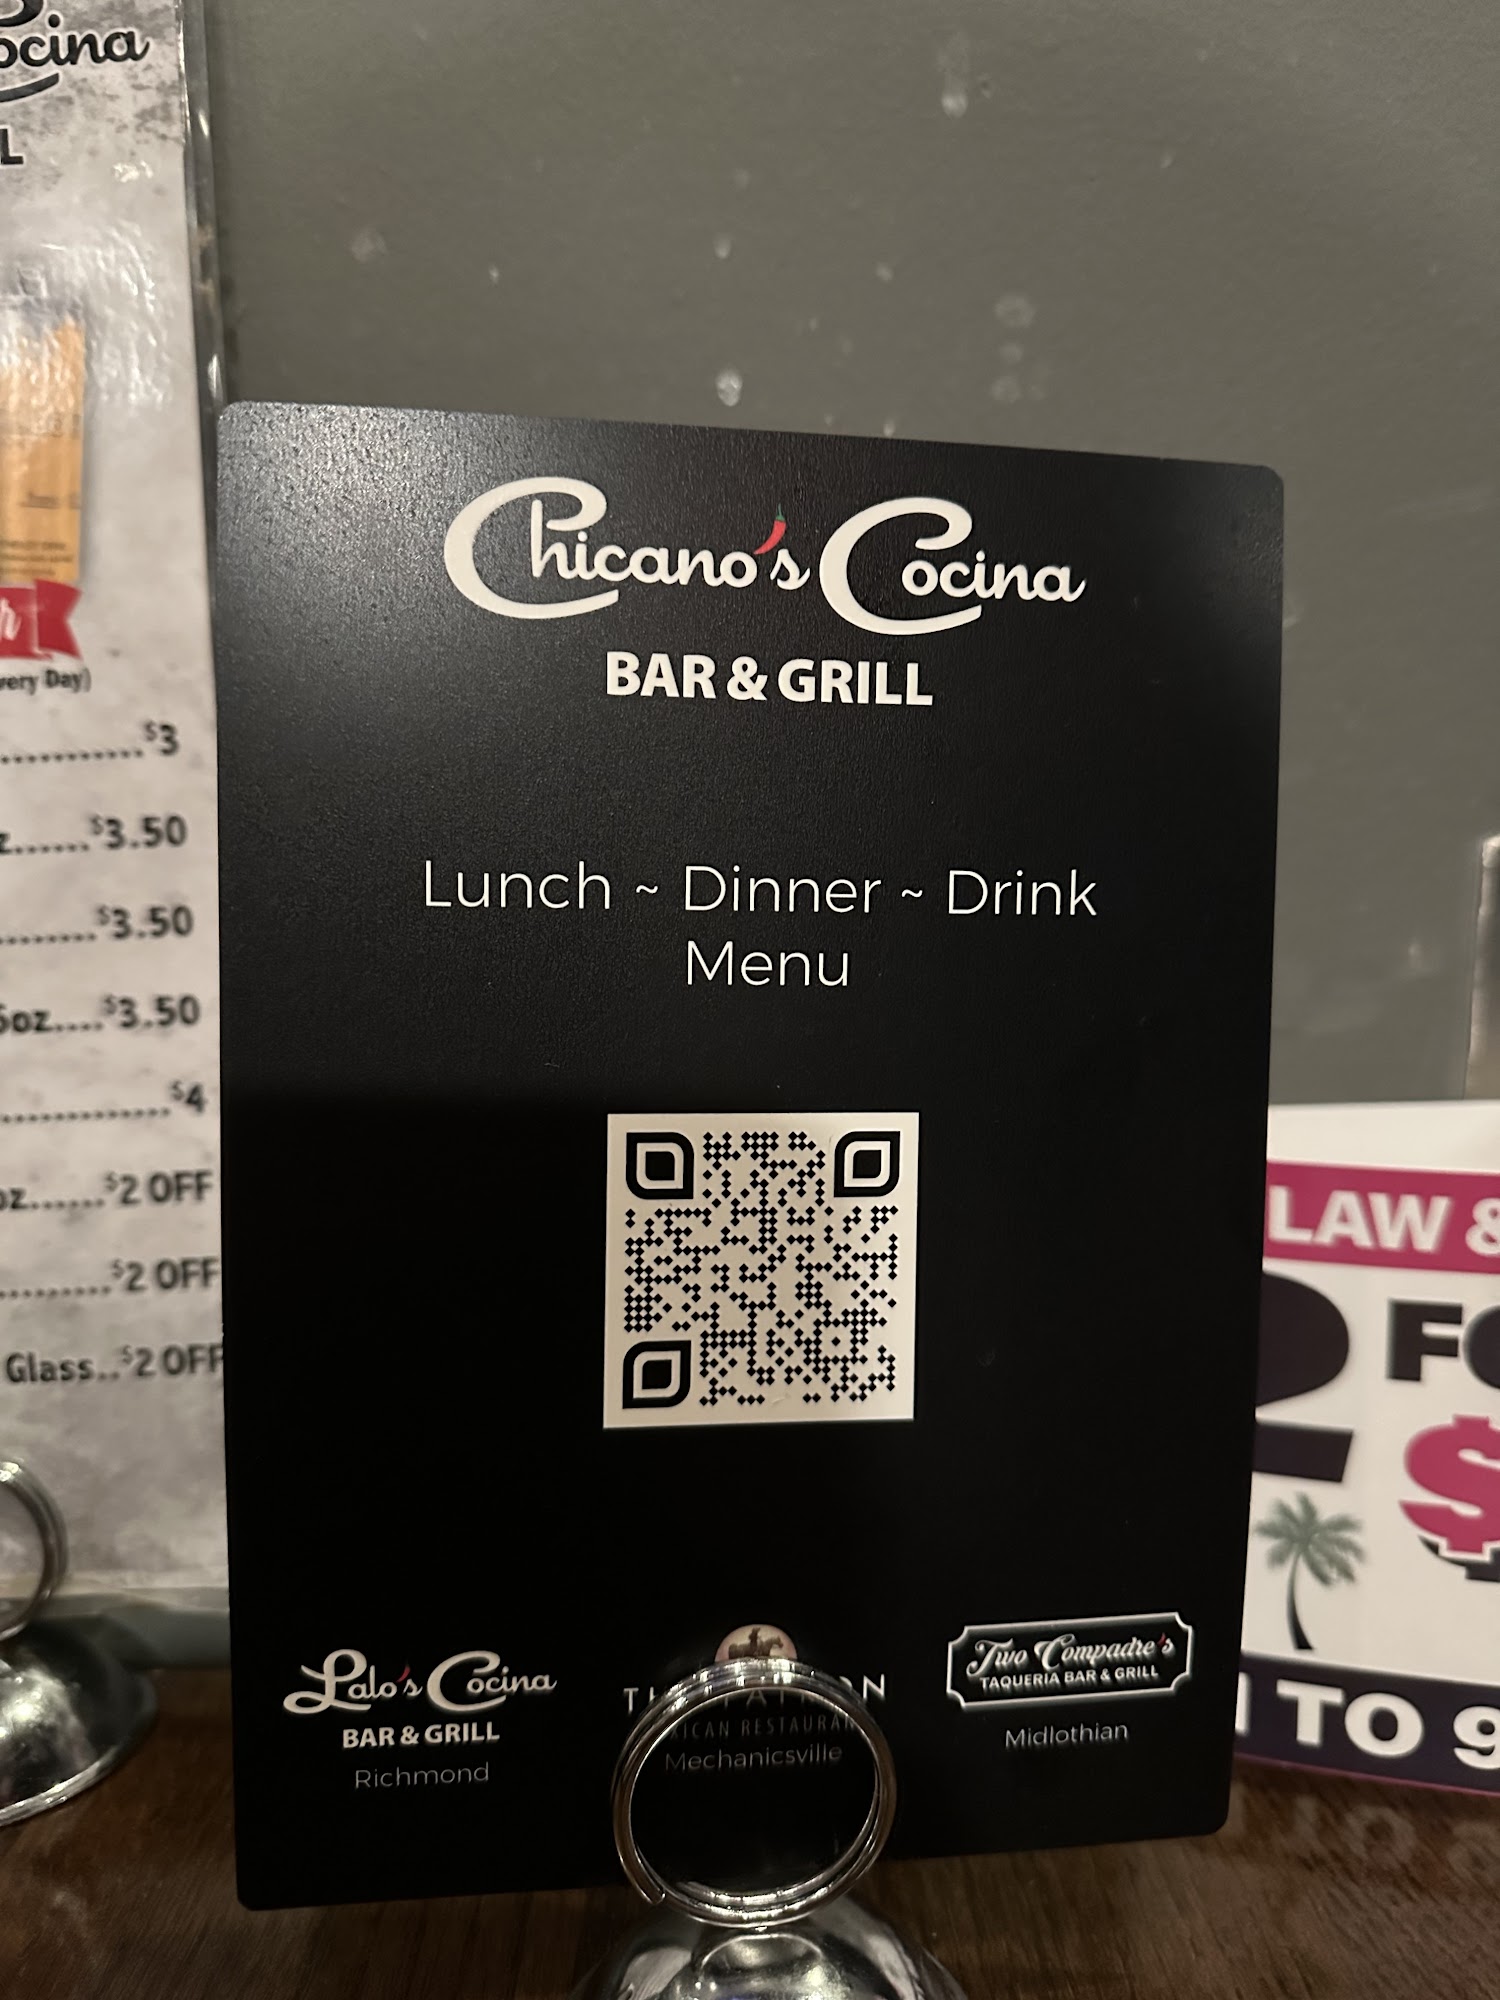 ocina
L
Every Day)
$3
$3.50
$3.50
oz.....$3.50
$4
oz......$2 OFF
$2 OFF
Glass..$2 OFF
Chicano's Cocina
BAR & GRILL
Lunch ~ Dinner ~ Drink
Menu
Lalo's Cocina
BAR & GRILL
Richmond
Mechanicsville
Two Compadre's
TAQUERIA BAR & GRILL
Midlothian
LAW &
2 FO
$
TO 9